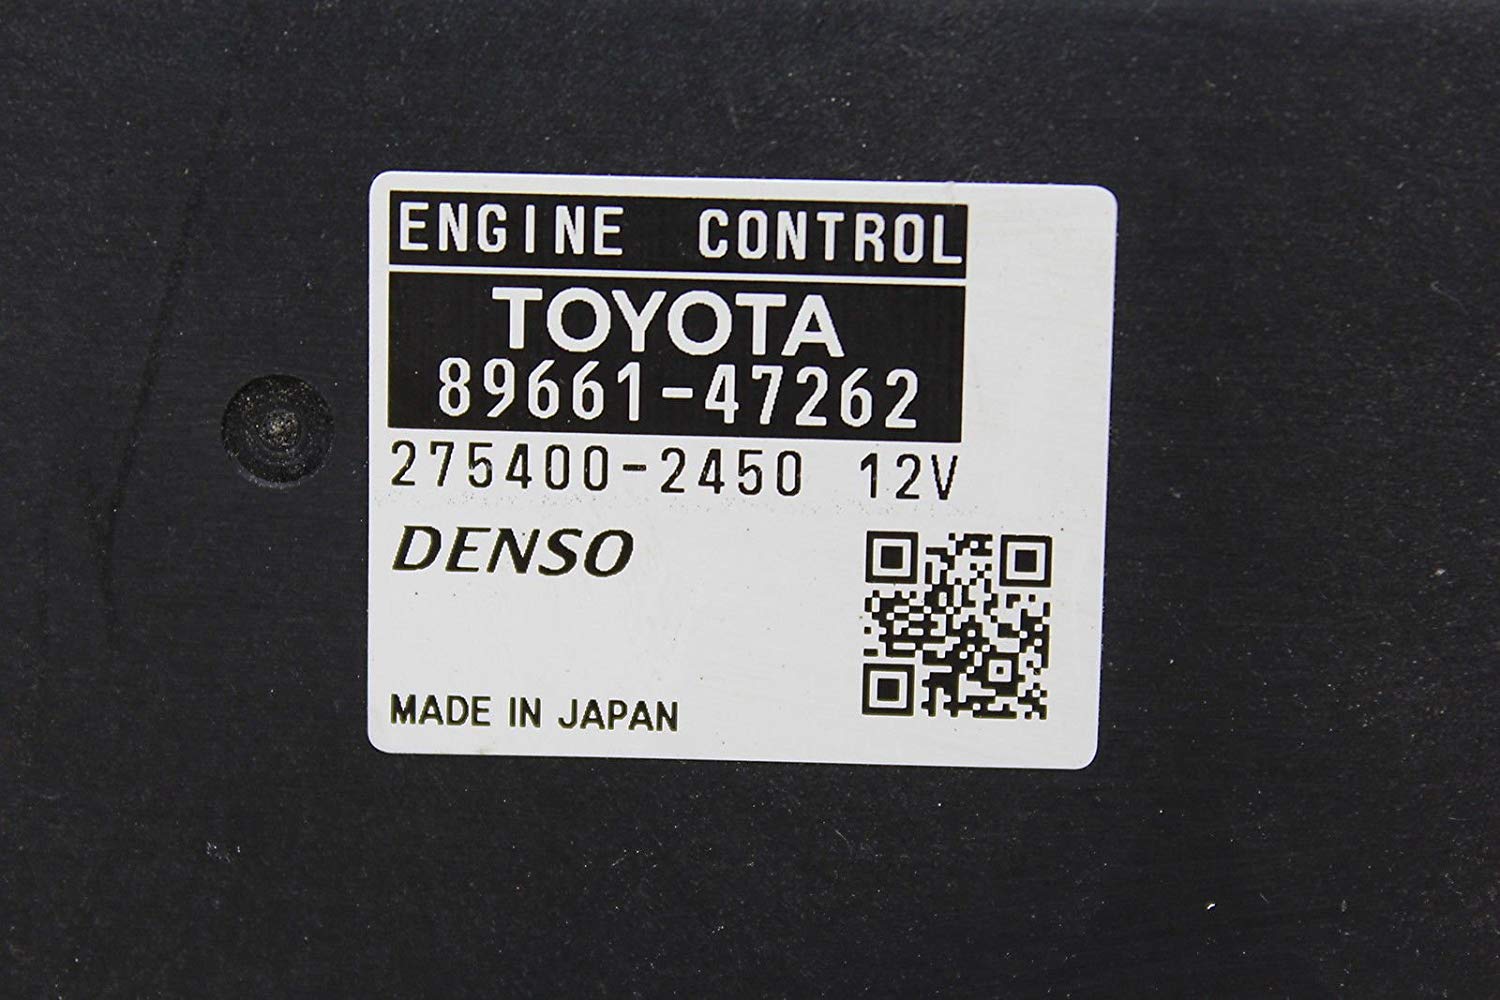 ENGINE CONTROL
TOYOTA
89661-47262
275400-2450 12V
DENSO
MADE IN JAPAN